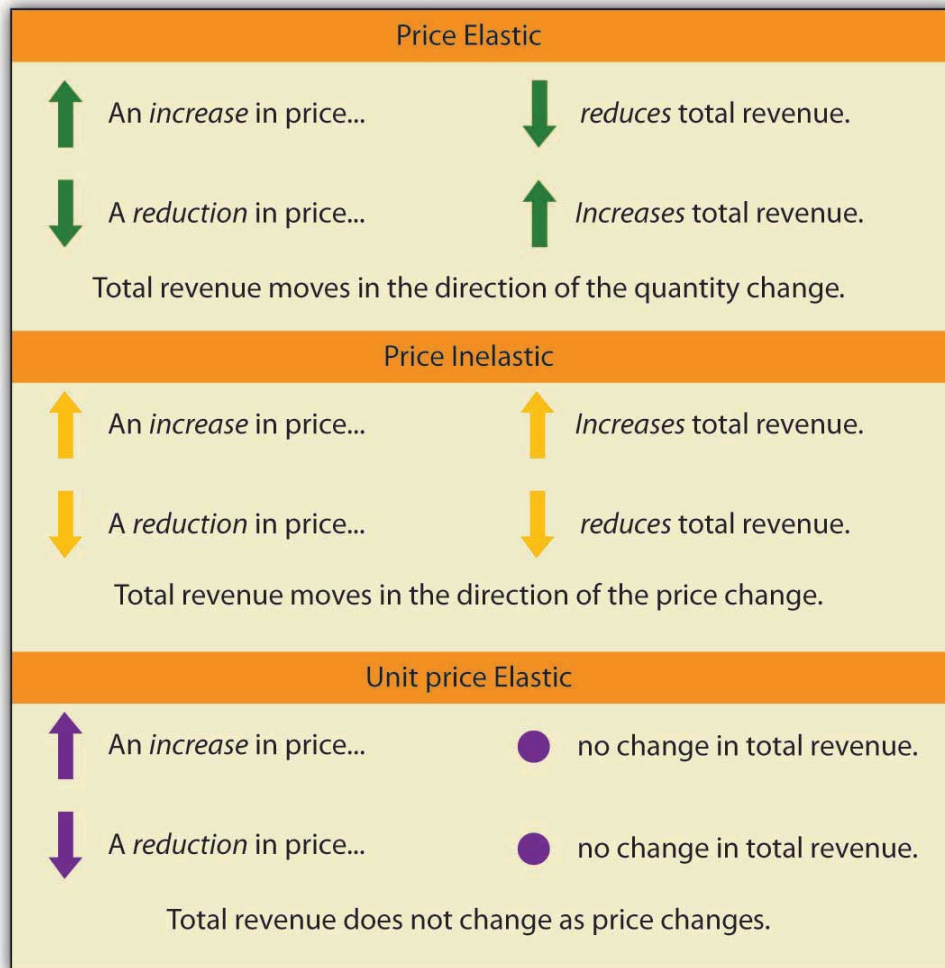 Price Elastic
An increase in price... reduces total revenue.
A reduction in price... Increases total revenue.
Total revenue moves in the direction of the quantity change.
Price Inelastic
An increase in price... Increases total revenue.
A reduction in price... reduces total revenue.
Total revenue moves in the direction of the price change.
Unit price Elastic
An increase in price... no change in total revenue.
A reduction in price... no change in total revenue.
Total revenue does not change as price changes.